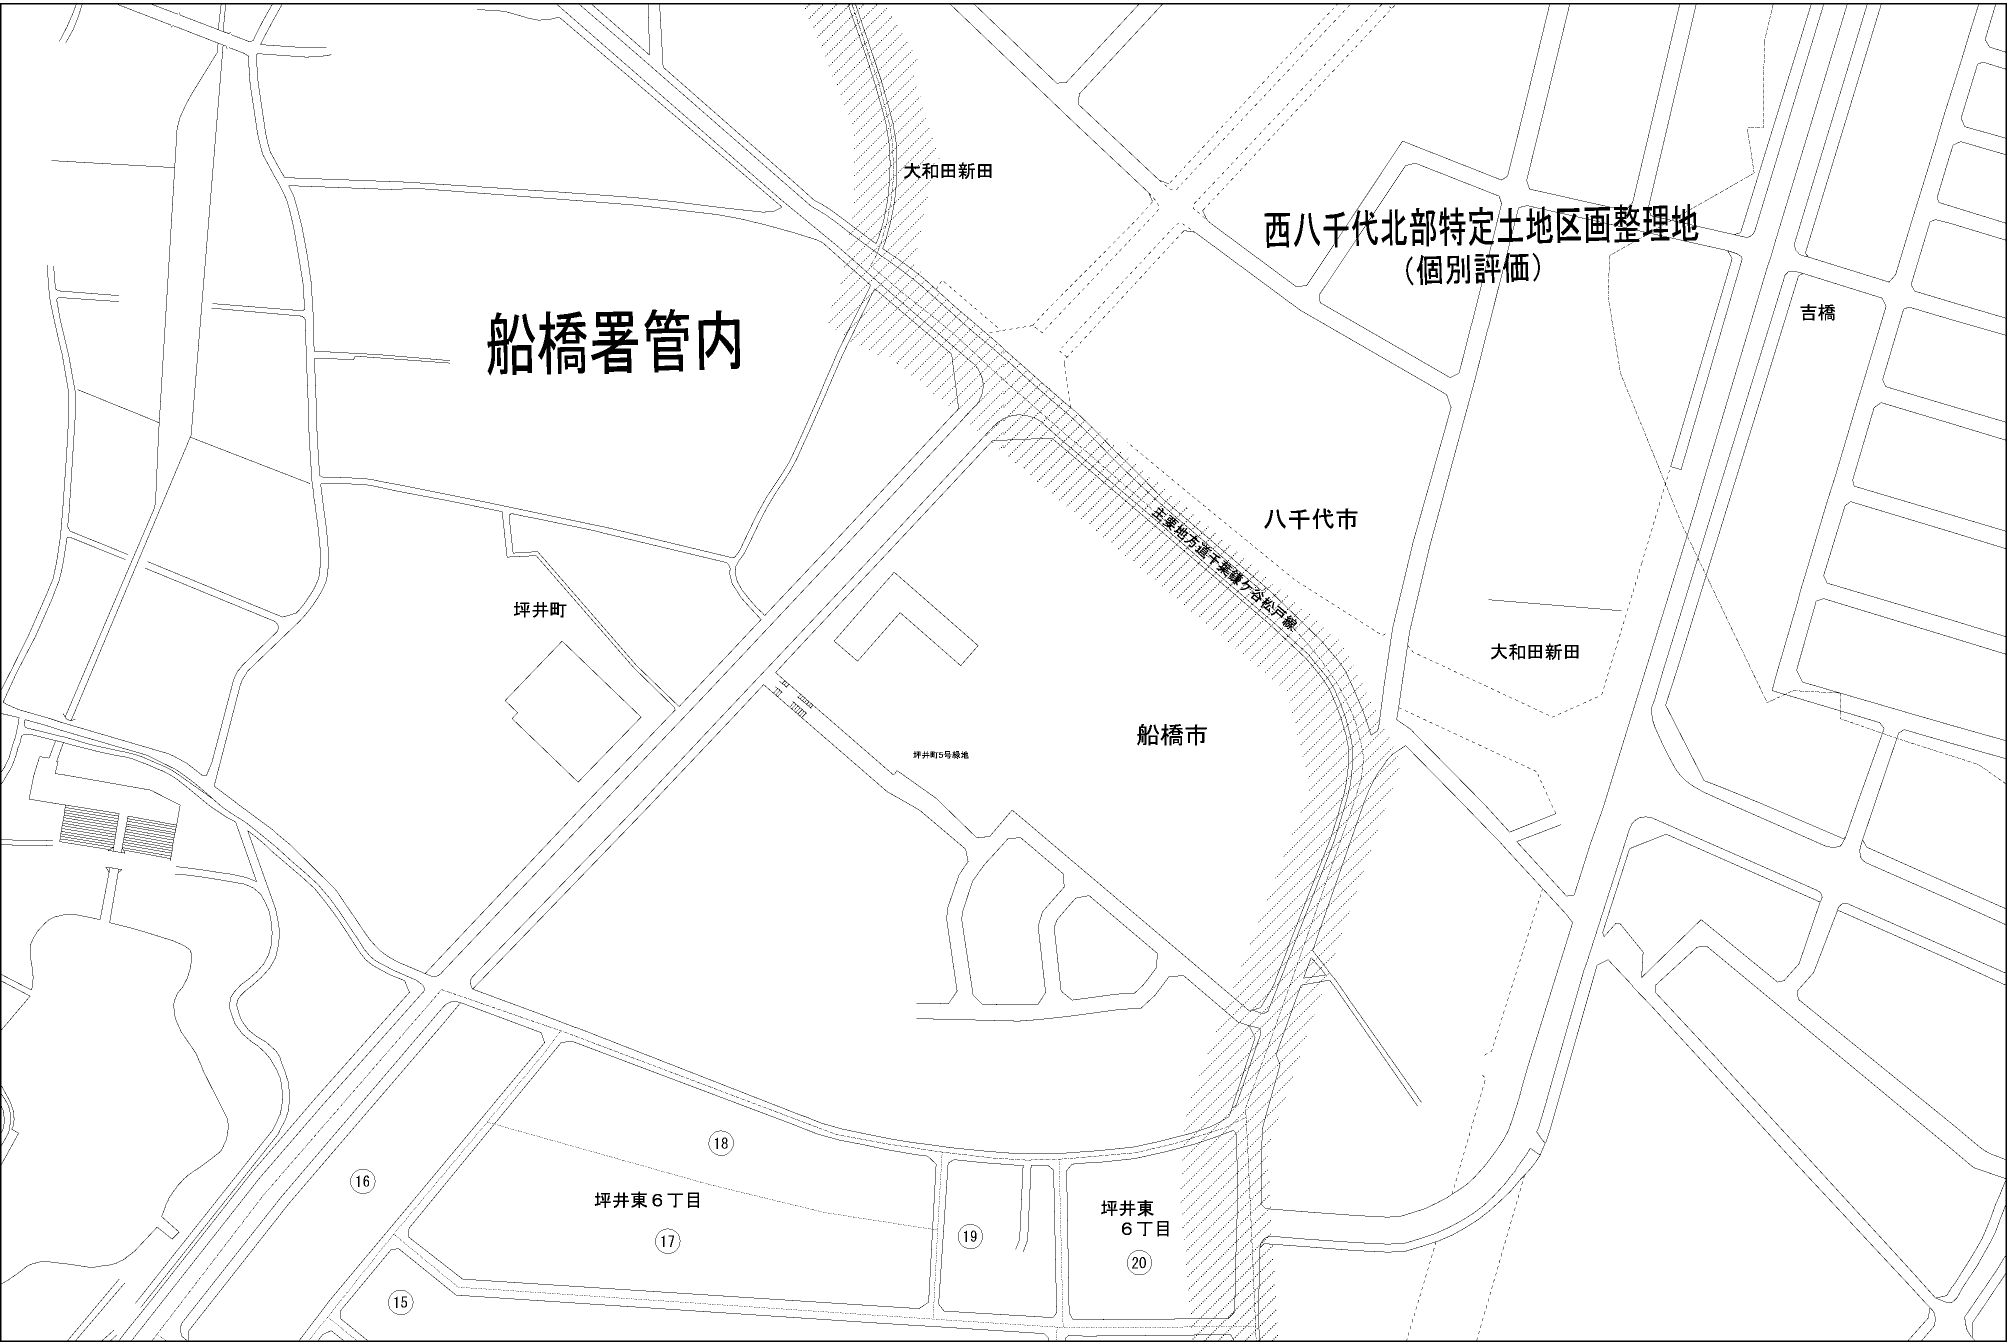 大和田新田
西八千代北部特定土地区画整理地
（個別評価）
吉橋
船橋署管内
主要地方道千葉鎌ケ谷松戸線
八千代市
坪井町
大和田新田
船橋市
坪井町5号緑地
18
16
坪井東６丁目
17
19
坪井東
６丁目
20
15